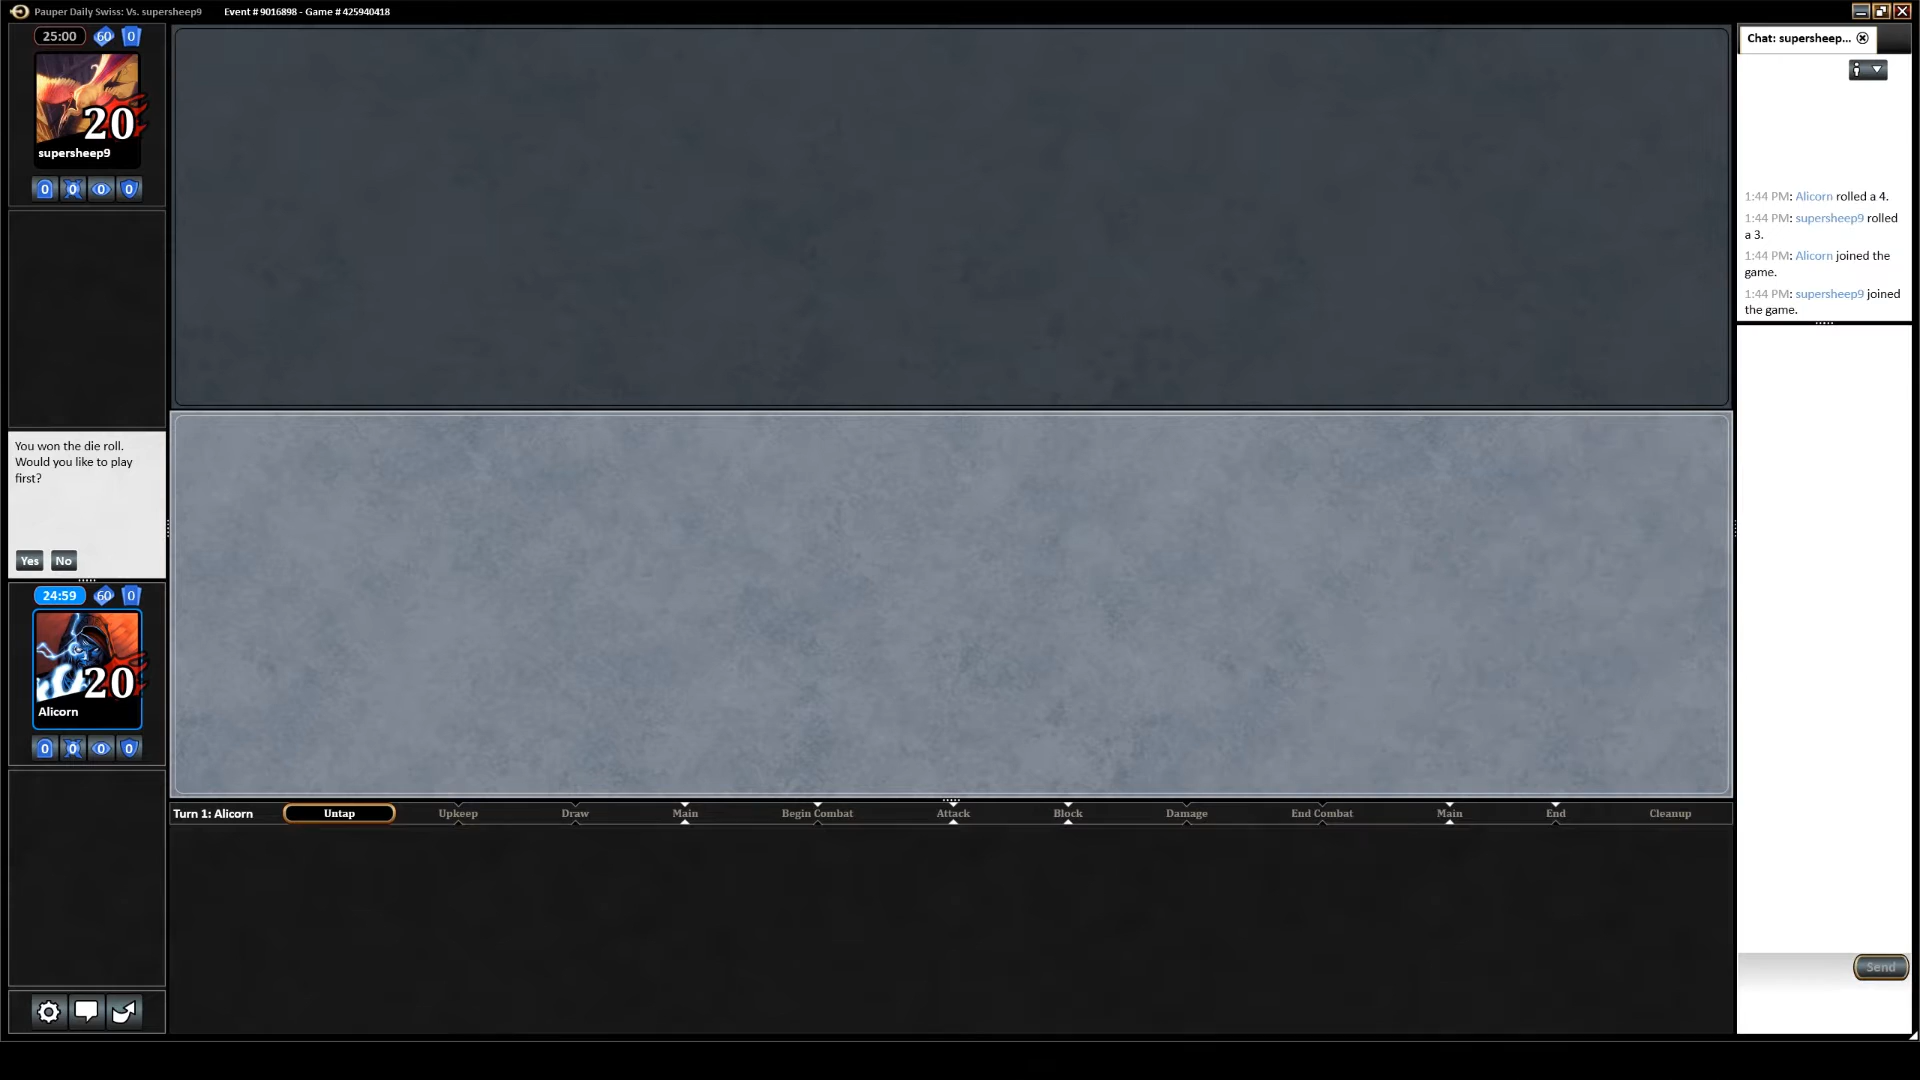 Pauper Daily Swiss: Vs. supersheep9 Event # 9016898 - Game # 425940418
25:00 60 0
20
supersheep9
0 0 0 0
You won the die roll.
Would you like to play
first?
Yes No
24:59 60 0
20
Alicorn
0 0 0 0
Turn 1: Alicorn Untap Upkeep Draw Main Begin Combat Attack Block Damage End Combat Main End Cleanup
Chat: supersheep...
1:44 PM: Alicorn rolled a 4.
1:44 PM: supersheep9 rolled
a 3.
1:44 PM: Alicorn joined the
game.
1:44 PM: supersheep9 joined
the game.
Send